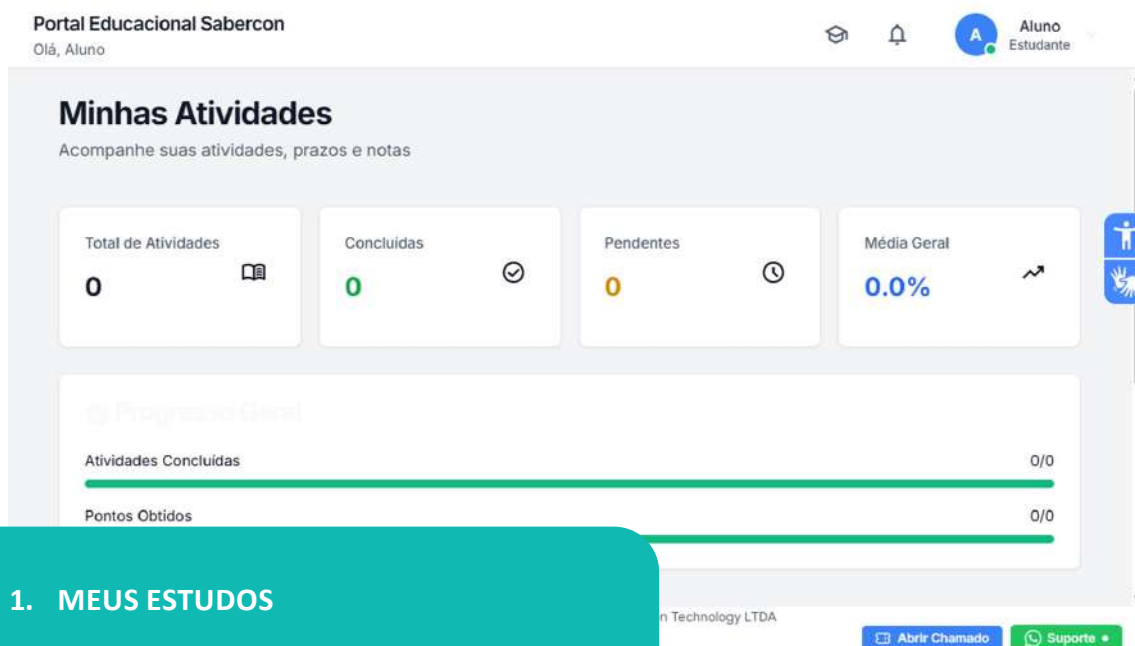 Portal Educacional Sabercon
Olá, Aluno
A
Aluno
Estudante
Minhas Atividades
Acompanhe suas atividades, prazos e notas
Total de Atividades
0
Concluídas
0
Pendentes
0
Média Geral
0.0%
Progresso Geral
Atividades Concluídas 0/0
Pontos Obtidos 0/0
1. MEUS ESTUDOS
n Technology LTDA
Abrir Chamado
Suporte